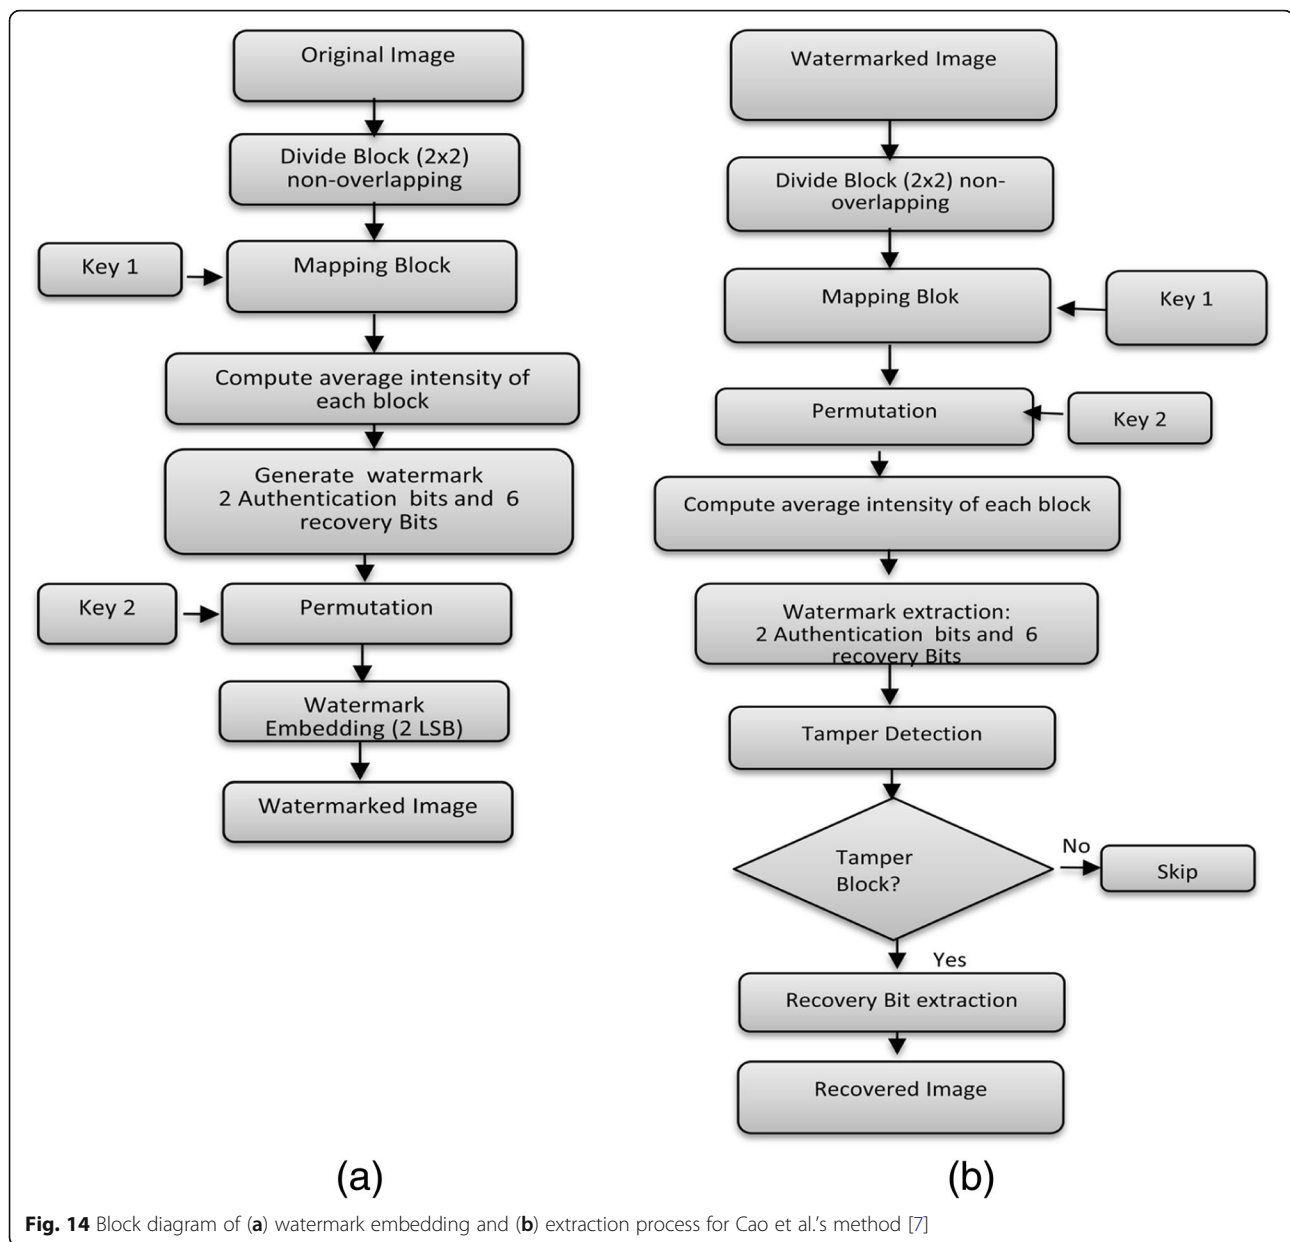 Original Image
Divide Block (2x2)
non-overlapping
Key 1
Mapping Block
Compute average intensity of
each block
Generate watermark
2 Authentication bits and 6
recovery Bits
Key 2
Permutation
Watermark
Embedding (2 LSB)
Watermarked Image
(a)
Watermarked Image
Divide Block (2x2) non-
overlapping
Mapping Blok
Key 1
Permutation
Key 2
Compute average intensity of each block
Watermark extraction:
2 Authentication bits and 6
recovery Bits
Tamper Detection
Tamper
Block?
No
Skip
Yes
Recovery Bit extraction
Recovered Image
(b)
Fig. 14 Block diagram of (a) watermark embedding and (b) extraction process for Cao et al.'s method [7]